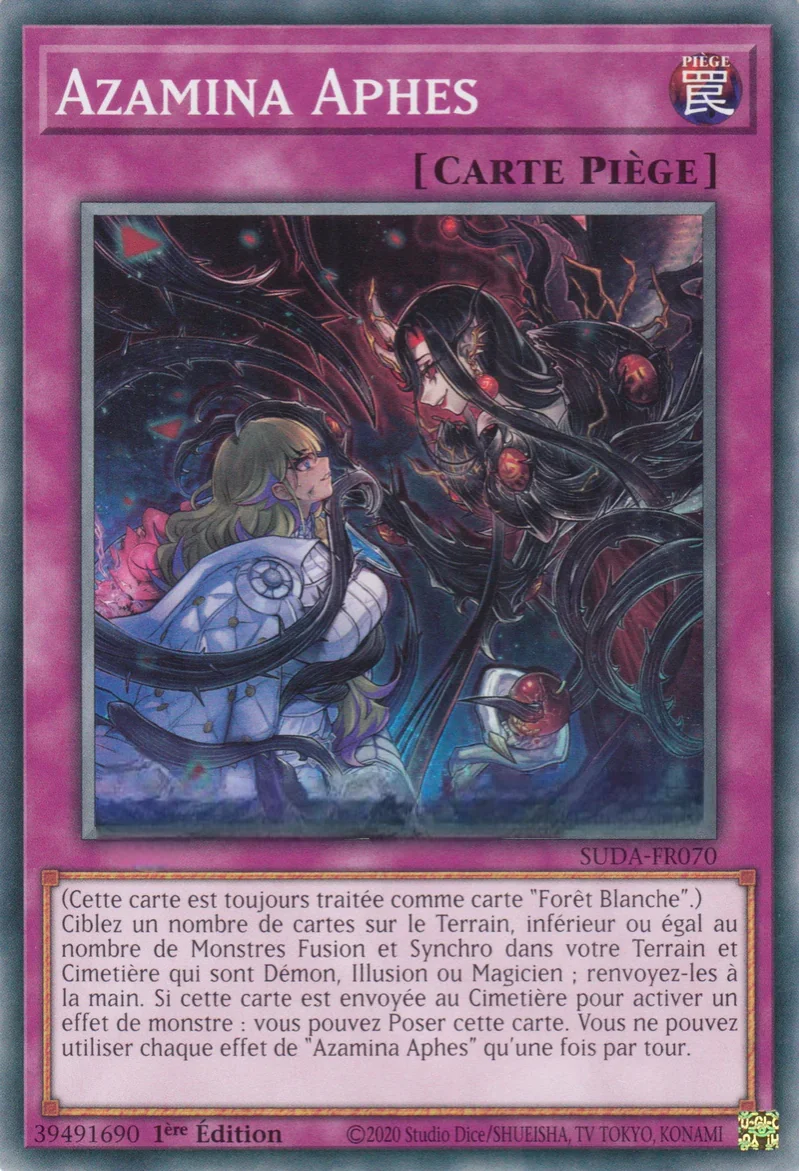 AZAMINA APHES
PIÈGE
罠
[CARTE PIÈGE]
SUDA-FR070
(Cette carte est toujours traitée comme carte "Forêt Blanche".)
Ciblez un nombre de cartes sur le Terrain, inférieur ou égal au
nombre de Monstres Fusion et Synchro dans votre Terrain et
Cimetière qui sont Démon, Illusion ou Magicien ; renvoyez-les à
la main. Si cette carte est envoyée au Cimetière pour activer un
effet de monstre : vous pouvez Poser cette carte. Vous ne pouvez
utiliser chaque effet de "Azamina Aphes" qu'une fois par tour.
39491690 1ère Édition ©2020 Studio Dice/SHUEISHA, TV TOKYO, KONAMI